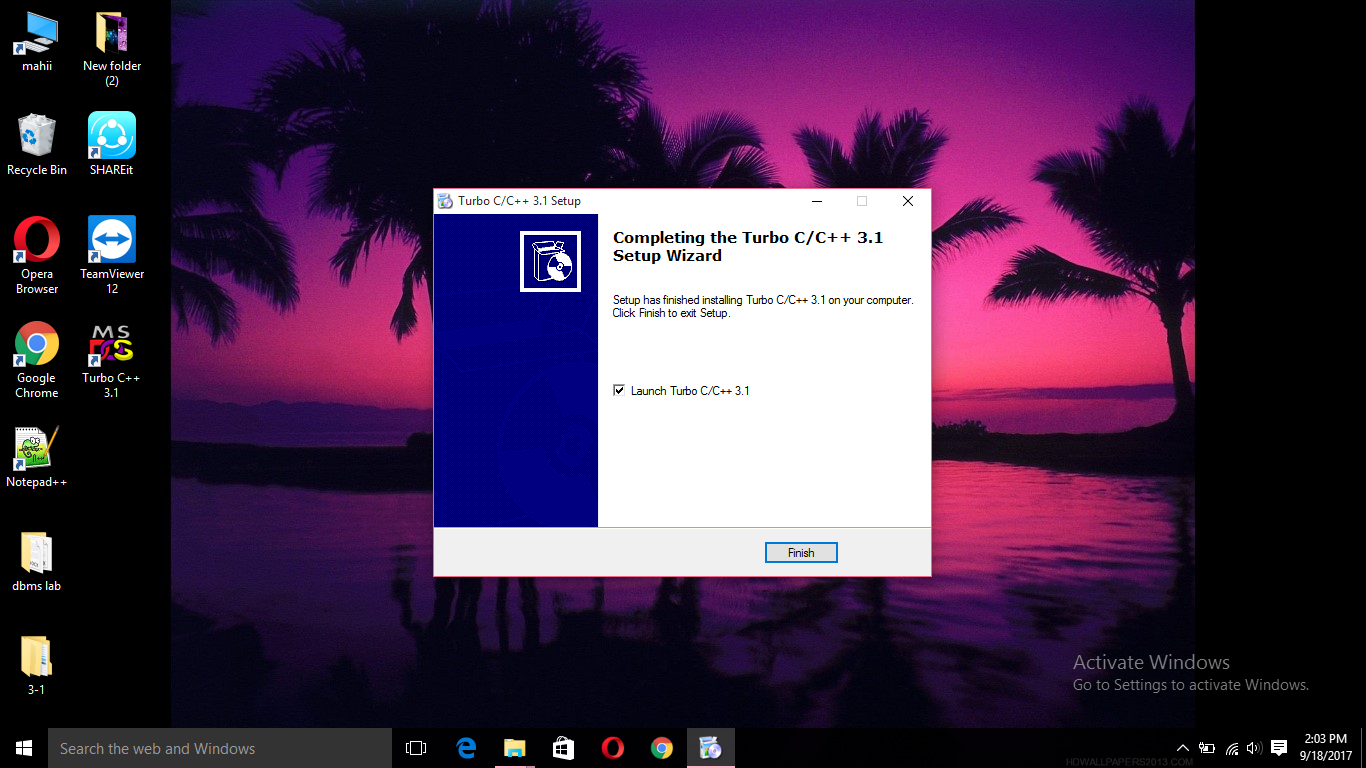 mahii
New folder
(2)
Recycle Bin
SHAREit
Opera
Browser
TeamViewer
12
Google
Chrome
MS
DOS
Turbo C++
3.1
Notepad++
dbms lab
3-1
Turbo C/C++ 3.1 Setup
Completing the Turbo C/C++ 3.1
Setup Wizard
Setup has finished installing Turbo C/C++ 3.1 on your computer.
Click Finish to exit Setup.
Launch Turbo C/C++ 3.1
Finish
Activate Windows
Go to Settings to activate Windows.
Search the web and Windows
HDWALLPAPERS2013.COM
2:03 PM
9/18/2017